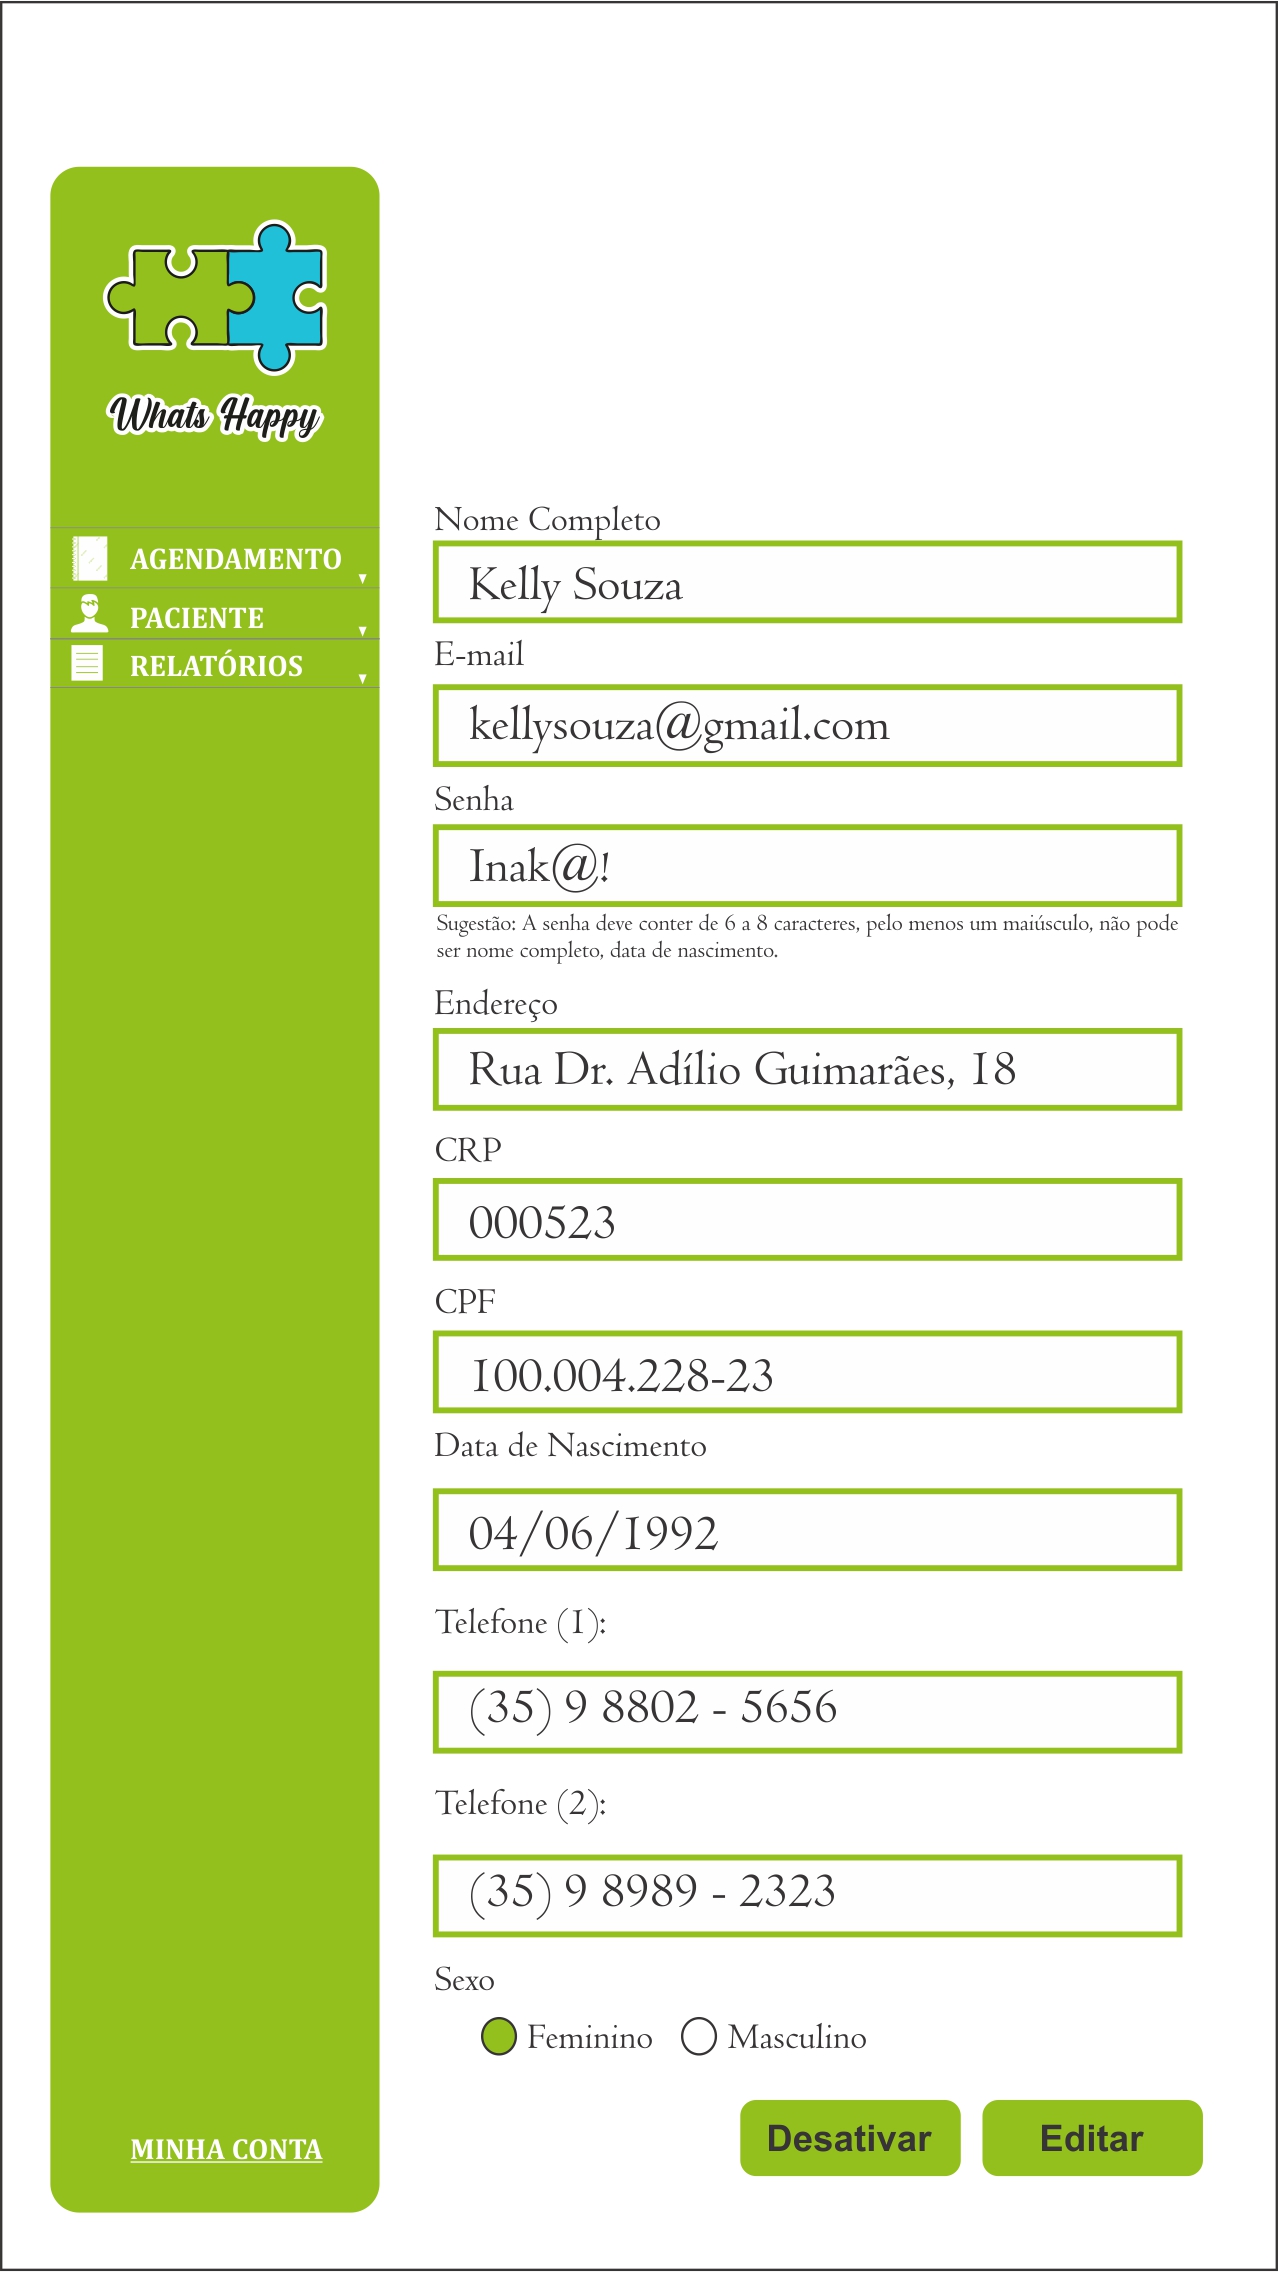 Whats Happy
AGENDAMENTO
PACIENTE
RELATÓRIOS
MINHA CONTA
Nome Completo
Kelly Souza
E-mail
kellysouza@gmail.com
Senha
Inak@!
Sugestão: A senha deve conter de 6 a 8 caracteres, pelo menos um maiúsculo, não pode
ser nome completo, data de nascimento.
Endereço
Rua Dr. Adílio Guimarães, 18
CRP
000523
CPF
100.004.228-23
Data de Nascimento
04/06/1992
Telefone (1):
(35) 9 8802 - 5656
Telefone (2):
(35) 9 8989 - 2323
Sexo
Feminino Masculino
Desativar Editar